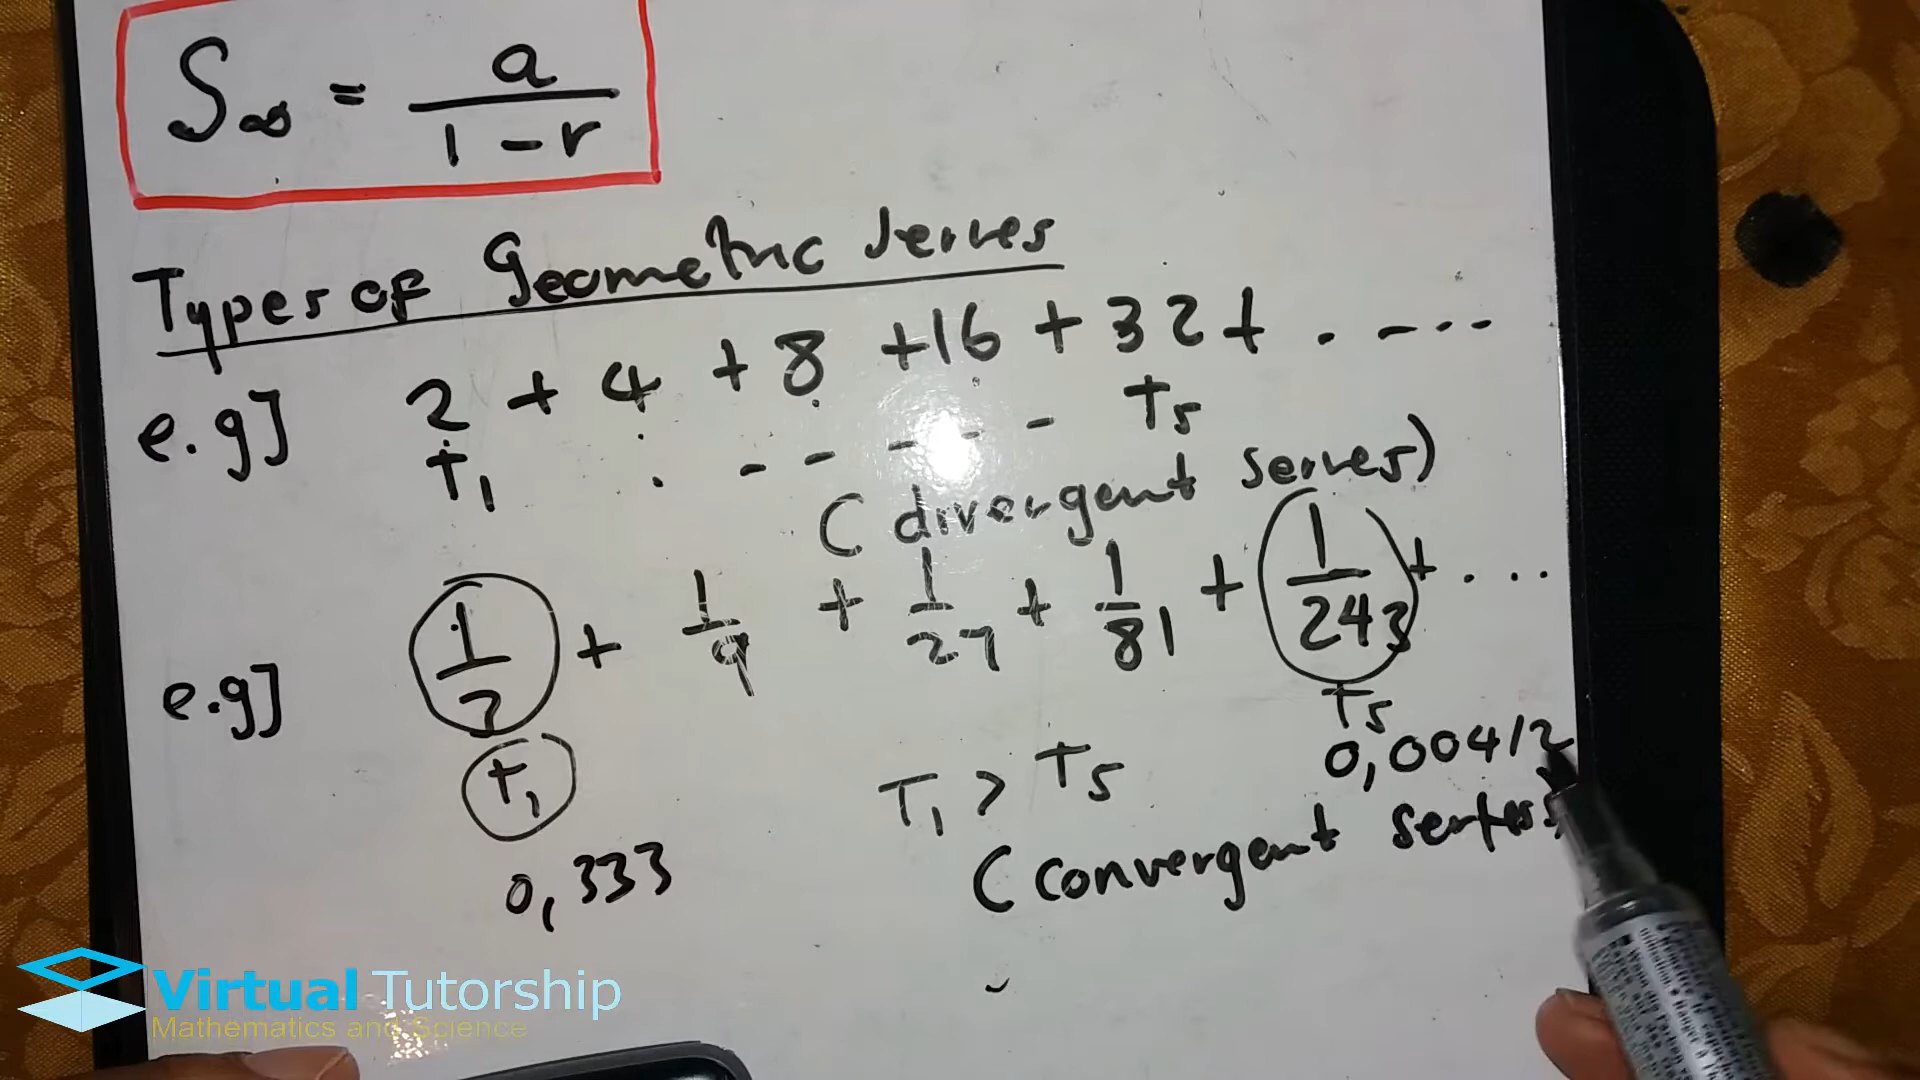 S∞ = a / 1 - r
Types of Geometric Series
e.g] 2 + 4 + 8 + 16 + 32 + . - - . .
T1 . - - - - - T5
(divergent series)
e.g] 1/3 + 1/9 + 1/27 + 1/81 + 1/243 + ....
T1 T5
0,333 T1 > T5 0,00412
(convergent series)
Virtual Tutorship
Mathematics and Science